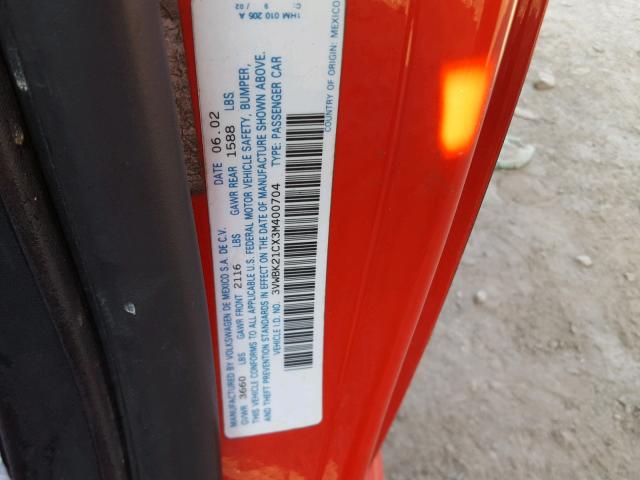 MANUFACTURED BY VOLKSWAGEN DE MEXICO S.A. DE C.V. DATE 06.02
GVWR 3660 LBS GAWR FRONT 2116 LBS GAWR REAR 1588 LBS
THIS VEHICLE CONFORMS TO ALL APPLICABLE U.S. FEDERAL MOTOR VEHICLE SAFETY, BUMPER,
AND THEFT PREVENTION STANDARDS IN EFFECT ON THE DATE OF MANUFACTURE SHOWN ABOVE.
VEHICLE I.D. NO. 3VWBK21CX3M400704 TYPE: PASSENGER CAR
COUNTRY OF ORIGIN: MEXICO
1HM 010 205 A
9 / 02